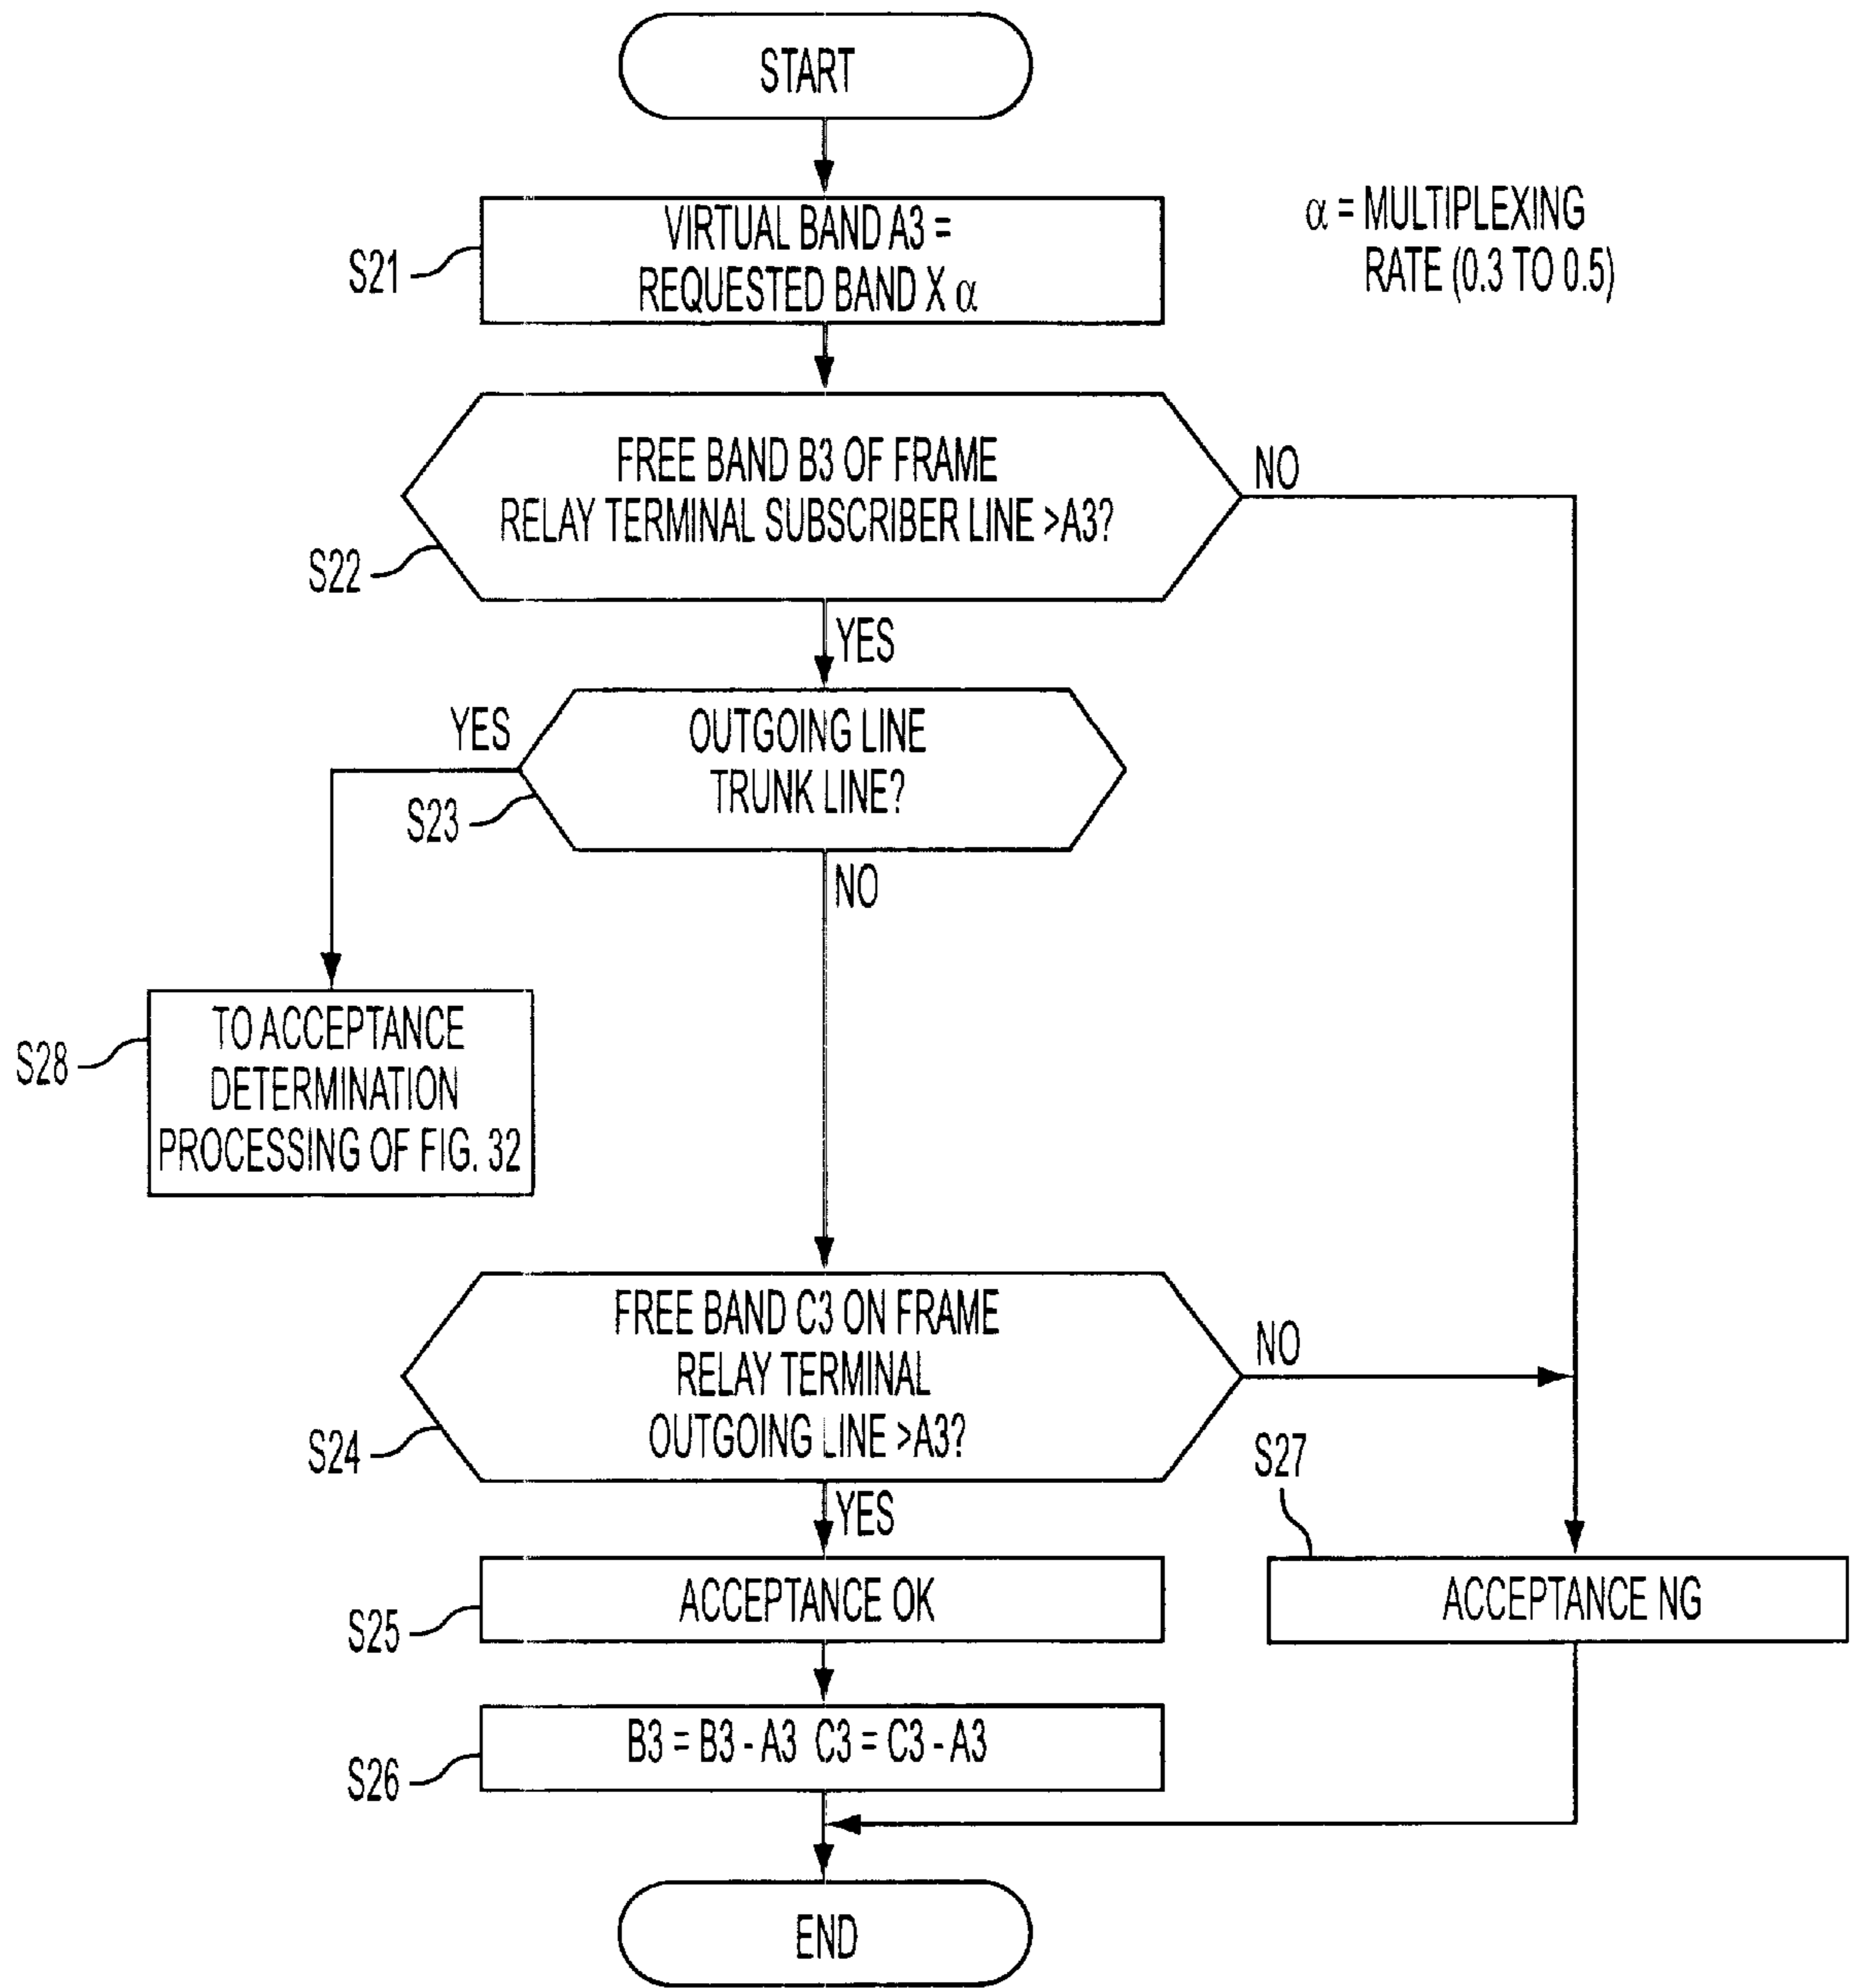 START
VIRTUAL BAND A3 =
REQUESTED BAND X α
S21
α = MULTIPLEXING
RATE (0.3 TO 0.5)
FREE BAND B3 OF FRAME
RELAY TERMINAL SUBSCRIBER LINE >A3?
S22
NO
YES
OUTGOING LINE
TRUNK LINE?
S23
YES
NO
TO ACCEPTANCE
DETERMINATION
PROCESSING OF FIG. 32
S28
FREE BAND C3 ON FRAME
RELAY TERMINAL
OUTGOING LINE >A3?
S24
NO
YES
S27
ACCEPTANCE OK
S25
ACCEPTANCE NG
B3 = B3 - A3 C3 = C3 - A3
S26
END